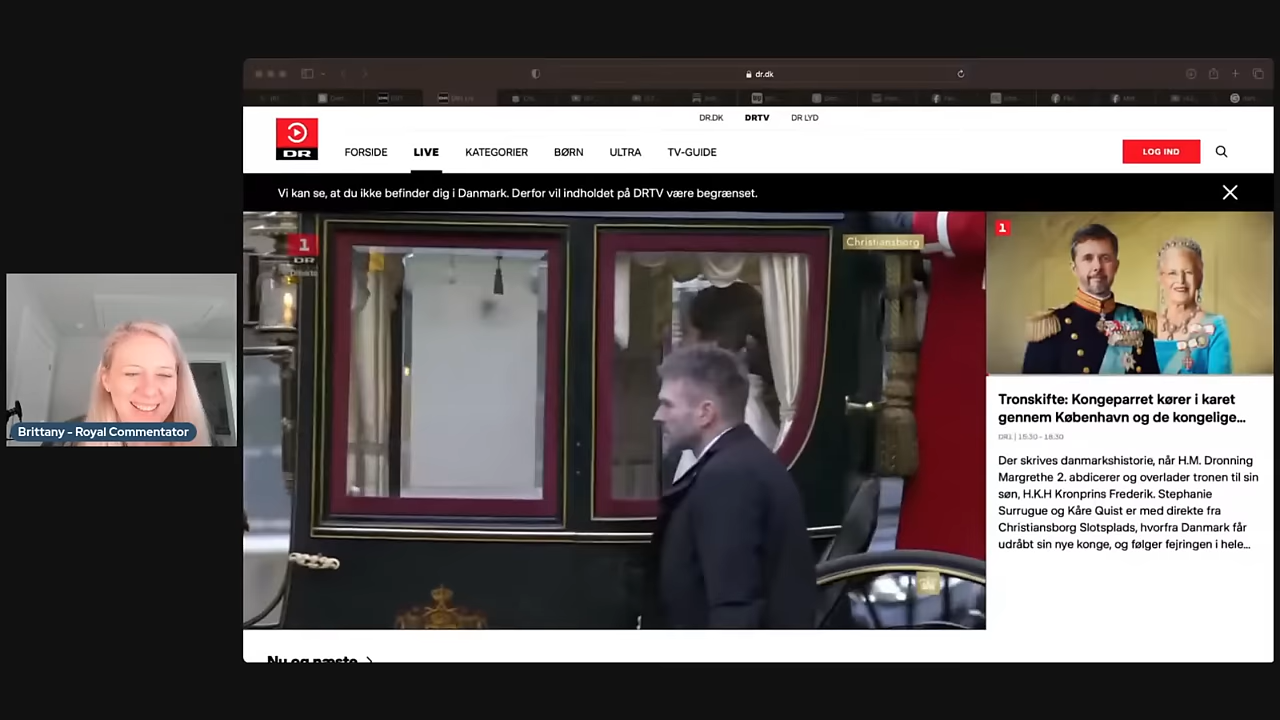 dr.dk
DR.DK DRTV DR LYD
DR
FORSIDE LIVE KATEGORIER BØRN ULTRA TV-GUIDE
LOG IND
Vi kan se, at du ikke befinder dig i Danmark. Derfor vil indholdet på DRTV være begrænset.
1
DR
Direkte
Christiansborg
1
Tronskifte: Kongeparret kører i karet
gennem København og de kongelige...
DR1 | 15:30 - 18:30
Der skrives danmarkshistorie, når H.M. Dronning
Margrethe 2. abdicerer og overlader tronen til sin
søn, H.K.H Kronprins Frederik. Stephanie
Surrugue og Kåre Quist er med direkte fra
Christiansborg Slotsplads, hvorfra Danmark får
udråbt sin nye konge, og følger fejringen i hele...
Brittany - Royal Commentator
Nu og næste